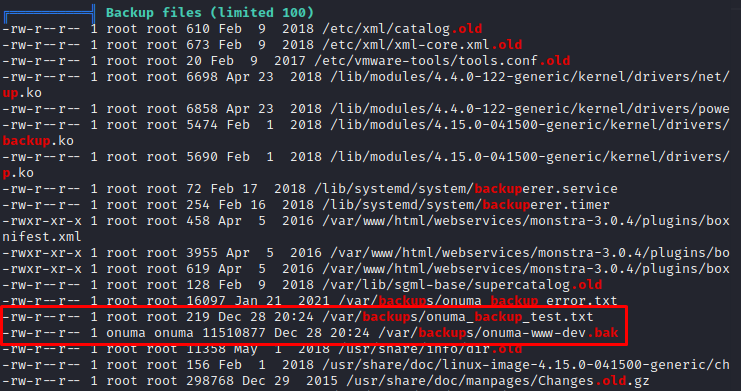 Backup files (limited 100)
-rw-r--r-- 1 root root 610 Feb 9 2018 /etc/xml/catalog.old
-rw-r--r-- 1 root root 673 Feb 9 2018 /etc/xml/xml-core.xml.old
-rw-r--r-- 1 root root 20 Feb 9 2017 /etc/vmware-tools/tools.conf.old
-rw-r--r-- 1 root root 6698 Apr 23 2018 /lib/modules/4.4.0-122-generic/kernel/drivers/net/
up.ko
-rw-r--r-- 1 root root 6858 Apr 23 2018 /lib/modules/4.4.0-122-generic/kernel/drivers/powe
-rw-r--r-- 1 root root 5474 Feb 1 2018 /lib/modules/4.15.0-041500-generic/kernel/drivers/
backup.ko
-rw-r--r-- 1 root root 5690 Feb 1 2018 /lib/modules/4.15.0-041500-generic/kernel/drivers/
p.ko
-rw-r--r-- 1 root root 72 Feb 17 2018 /lib/systemd/system/backuperer.service
-rw-r--r-- 1 root root 254 Feb 16 2018 /lib/systemd/system/backuperer.timer
-rwxr-xr-x 1 root root 458 Apr 5 2016 /var/www/html/webservices/monstra-3.0.4/plugins/box
nifest.xml
-rwxr-xr-x 1 root root 3955 Apr 5 2016 /var/www/html/webservices/monstra-3.0.4/plugins/bo
-rwxr-xr-x 1 root root 619 Apr 5 2016 /var/www/html/webservices/monstra-3.0.4/plugins/box
-rw-r--r-- 1 root root 128 Feb 9 2018 /var/lib/sgml-base/supercatalog.old
-rw-r--r-- 1 root root 16097 Jan 21 2021 /var/backups/onuma_backup_error.txt
-rw-r--r-- 1 root root 219 Dec 28 20:24 /var/backups/onuma_backup_test.txt
-rw-r--r-- 1 onuma onuma 11510877 Dec 28 20:24 /var/backups/onuma-www-dev.bak
-rw-r--r-- 1 root root 11358 May 1 2018 /usr/share/info/dir.old
-rw-r--r-- 1 root root 156 Feb 1 2018 /usr/share/doc/linux-image-4.15.0-041500-generic/ch
-rw-r--r-- 1 root root 298768 Dec 29 2015 /usr/share/doc/manpages/Changes.old.gz